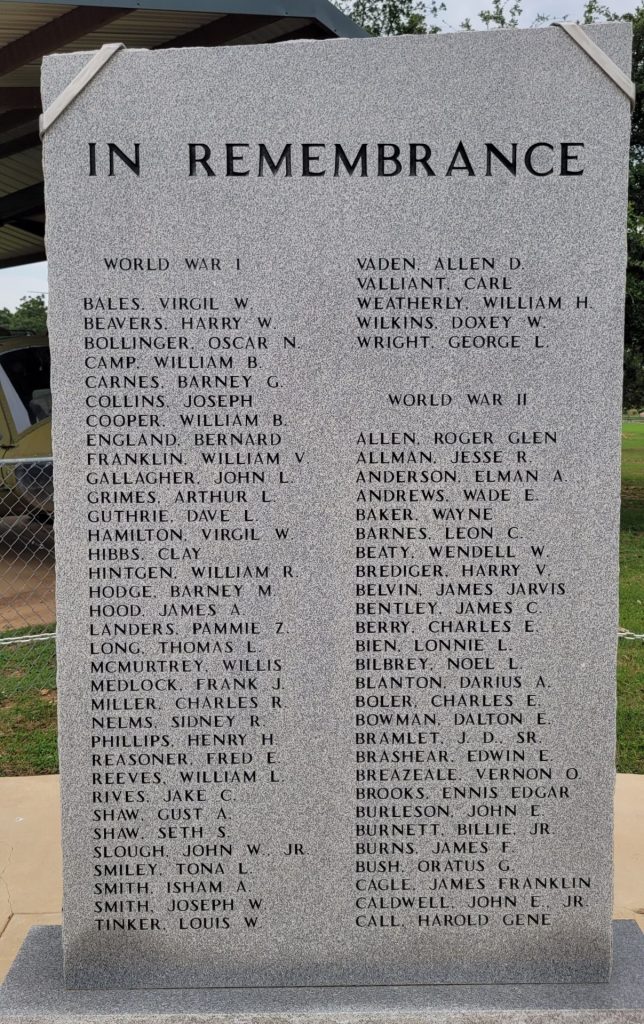 IN REMEMBRANCE
WORLD WAR I
BALES, VIRGIL W.
BEAVERS, HARRY W.
BOLLINGER, OSCAR N.
CAMP, WILLIAM B.
CARNES, BARNEY G.
COLLINS, JOSEPH
COOPER, WILLIAM B.
ENGLAND, BERNARD
FRANKLIN, WILLIAM V.
GALLAGHER, JOHN L.
GRIMES, ARTHUR L.
GUTHRIE, DAVE L.
HAMILTON, VIRGIL W.
HIBBS, CLAY
HINTGEN, WILLIAM R.
HODGE, BARNEY M.
HOOD, JAMES A.
LANDERS, PAMMIE Z.
LONG, THOMAS L.
MCMURTREY, WILLIS
MEDLOCK, FRANK J.
MILLER, CHARLES R.
NELMS, SIDNEY R.
PHILLIPS, HENRY H.
REASONER, FRED E.
REEVES, WILLIAM L.
RIVES, JAKE C.
SHAW, GUST A.
SHAW, SETH S.
SLOUGH, JOHN W., JR.
SMILEY, TONA L.
SMITH, ISHAM A.
SMITH, JOSEPH W.
TINKER, LOUIS W.
VADEN, ALLEN D.
VALLIANT, CARL
WEATHERLY, WILLIAM H.
WILKINS, DOXEY W.
WRIGHT, GEORGE L.
WORLD WAR II
ALLEN, ROGER GLEN
ALLMAN, JESSE R.
ANDERSON, ELMAN A.
ANDREWS, WADE E.
BAKER, WAYNE
BARNES, LEON C.
BEATY, WENDELL W.
BREDIGER, HARRY V.
BELVIN, JAMES JARVIS
BENTLEY, JAMES C.
BERRY, CHARLES E.
BIEN, LONNIE L.
BILBREY, NOEL L.
BLANTON, DARIUS A.
BOLER, CHARLES E.
BOWMAN, DALTON E.
BRAMLET, J. D., SR.
BRASHEAR, EDWIN E.
BREAZEALE, VERNON O.
BROOKS, ENNIS EDGAR
BURLESON, JOHN E.
BURNETT, BILLIE, JR.
BURNS, JAMES F.
BUSH, ORATUS G.
CAGLE, JAMES FRANKLIN
CALDWELL, JOHN E., JR.
CALL, HAROLD GENE